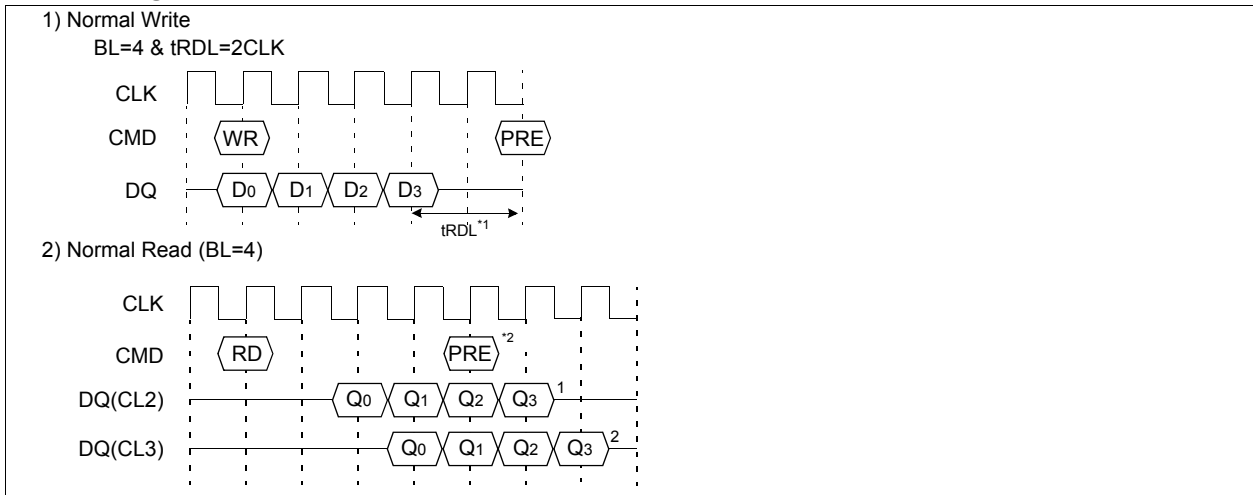 1) Normal Write
BL=4 & tRDL=2CLK
CLK
CMD WR PRE
DQ D0 D1 D2 D3
tRDL*1
2) Normal Read (BL=4)
CLK
CMD RD PRE *2
DQ(CL2) Q0 Q1 Q2 Q3 1
DQ(CL3) Q0 Q1 Q2 Q3 2